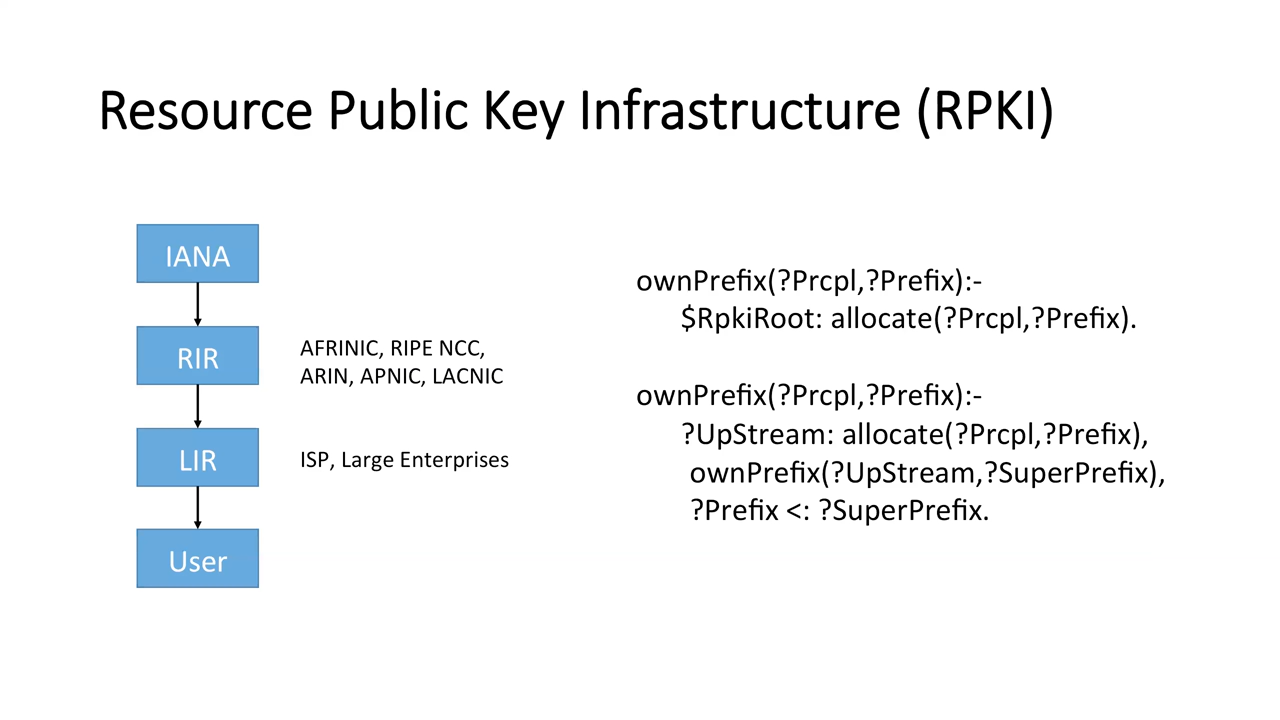 Resource Public Key Infrastructure (RPKI)
IANA
RIR
AFRINIC, RIPE NCC,
ARIN, APNIC, LACNIC
LIR
ISP, Large Enterprises
User
ownPrefix(?Prcpl,?Prefix):-
$RpkiRoot: allocate(?Prcpl,?Prefix).
ownPrefix(?Prcpl,?Prefix):-
?UpStream: allocate(?Prcpl,?Prefix),
ownPrefix(?UpStream,?SuperPrefix),
?Prefix <: ?SuperPrefix.